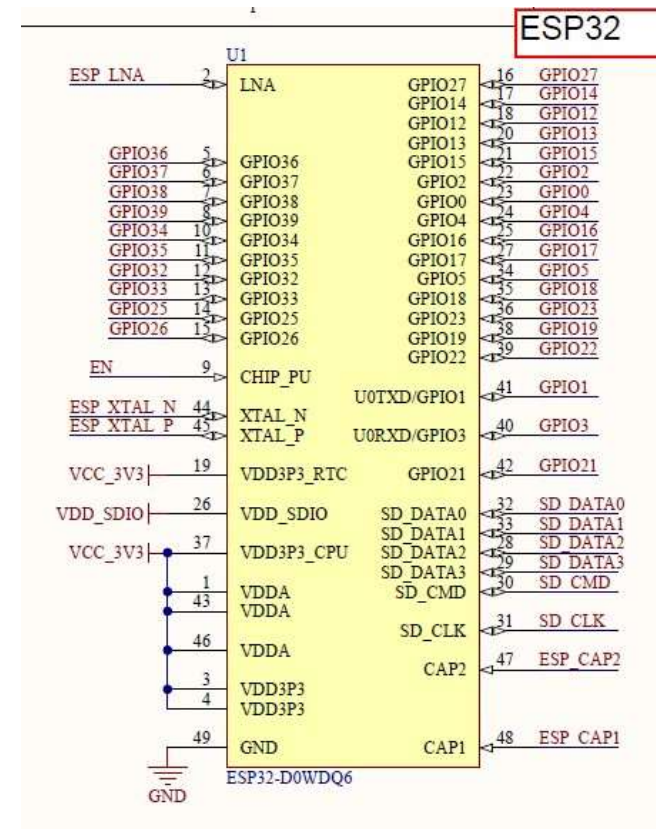 ESP32
U1
ESP_LNA 2 LNA GPIO27 16 GPIO27
GPIO14 17 GPIO14
GPIO12 18 GPIO12
GPIO13 20 GPIO13
GPIO36 5 GPIO36 GPIO15 21 GPIO15
GPIO37 6 GPIO37 GPIO2 22 GPIO2
GPIO38 7 GPIO38 GPIO0 23 GPIO0
GPIO39 8 GPIO39 GPIO4 24 GPIO4
GPIO34 10 GPIO34 GPIO16 25 GPIO16
GPIO35 11 GPIO35 GPIO17 27 GPIO17
GPIO32 12 GPIO32 GPIO5 34 GPIO5
GPIO33 13 GPIO33 GPIO18 35 GPIO18
GPIO25 14 GPIO25 GPIO23 36 GPIO23
GPIO26 15 GPIO26 GPIO19 38 GPIO19
GPIO22 39 GPIO22
EN 9 CHIP_PU
U0TXD/GPIO1 41 GPIO1
ESP_XTAL_N 44 XTAL_N
ESP_XTAL_P 45 XTAL_P U0RXD/GPIO3 40 GPIO3
VCC_3V3 19 VDD3P3_RTC GPIO21 42 GPIO21
VDD_SDIO 26 VDD_SDIO SD_DATA0 32 SD_DATA0
SD_DATA1 33 SD_DATA1
VCC_3V3 37 VDD3P3_CPU SD_DATA2 28 SD_DATA2
SD_DATA3 29 SD_DATA3
1 VDDA SD_CMD 30 SD_CMD
43 VDDA
SD_CLK 31 SD_CLK
46 VDDA
CAP2 47 ESP_CAP2
3 VDD3P3
4 VDD3P3
49 GND CAP1 48 ESP_CAP1
ESP32-D0WDQ6
GND